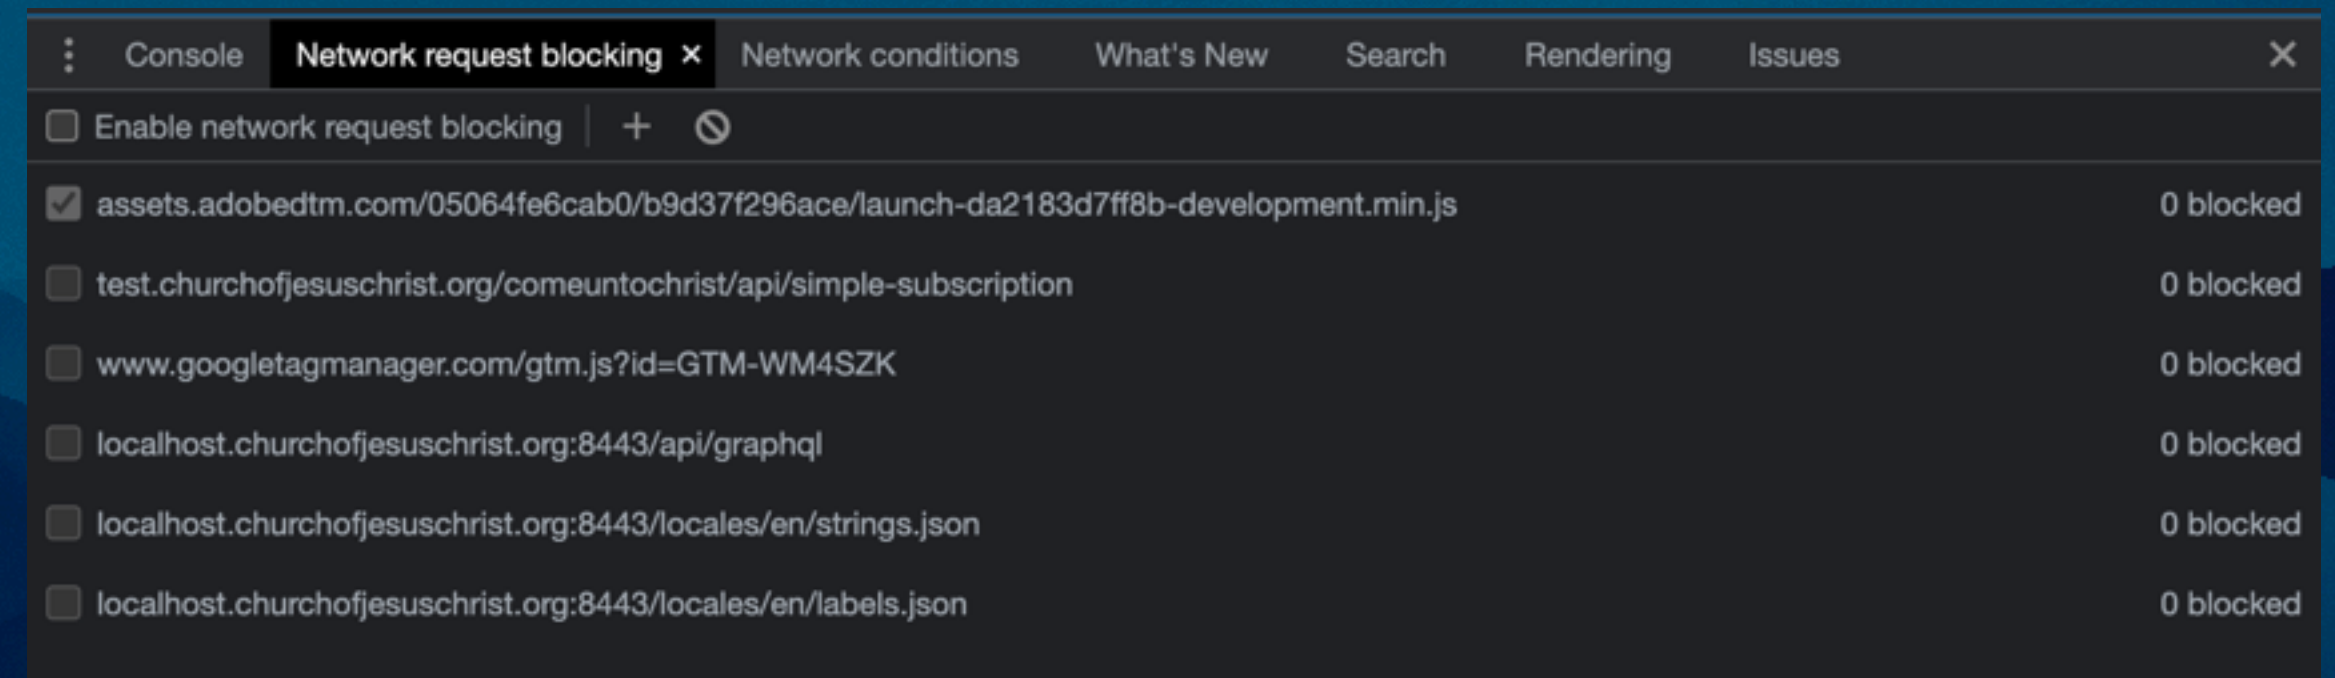 Console Network request blocking × Network conditions What's New Search Rendering Issues ×
Enable network request blocking +
assets.adobedtm.com/05064fe6cab0/b9d37f296ace/launch-da2183d7ff8b-development.min.js 0 blocked
test.churchofjesuschrist.org/comeuntochrist/api/simple-subscription 0 blocked
www.googletagmanager.com/gtm.js?id=GTM-WM4SZK 0 blocked
localhost.churchofjesuschrist.org:8443/api/graphql 0 blocked
localhost.churchofjesuschrist.org:8443/locales/en/strings.json 0 blocked
localhost.churchofjesuschrist.org:8443/locales/en/labels.json 0 blocked